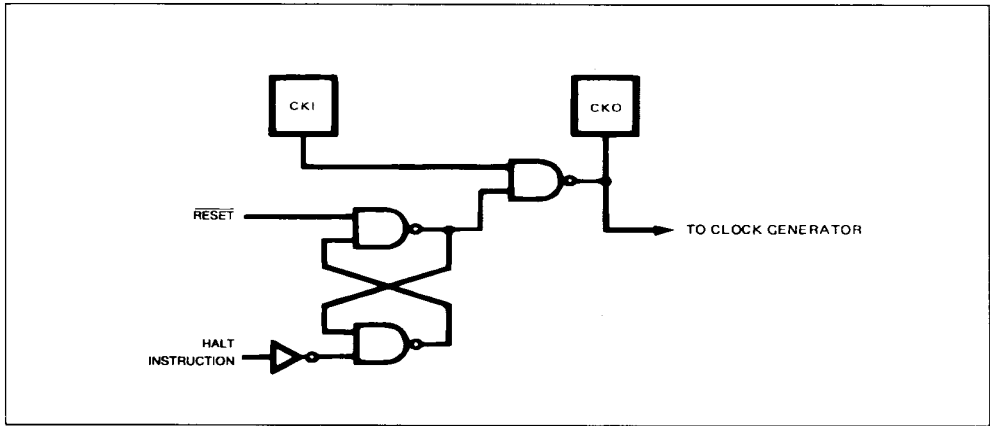 CKI
CKO
RESET
TO CLOCK GENERATOR
HALT
INSTRUCTION